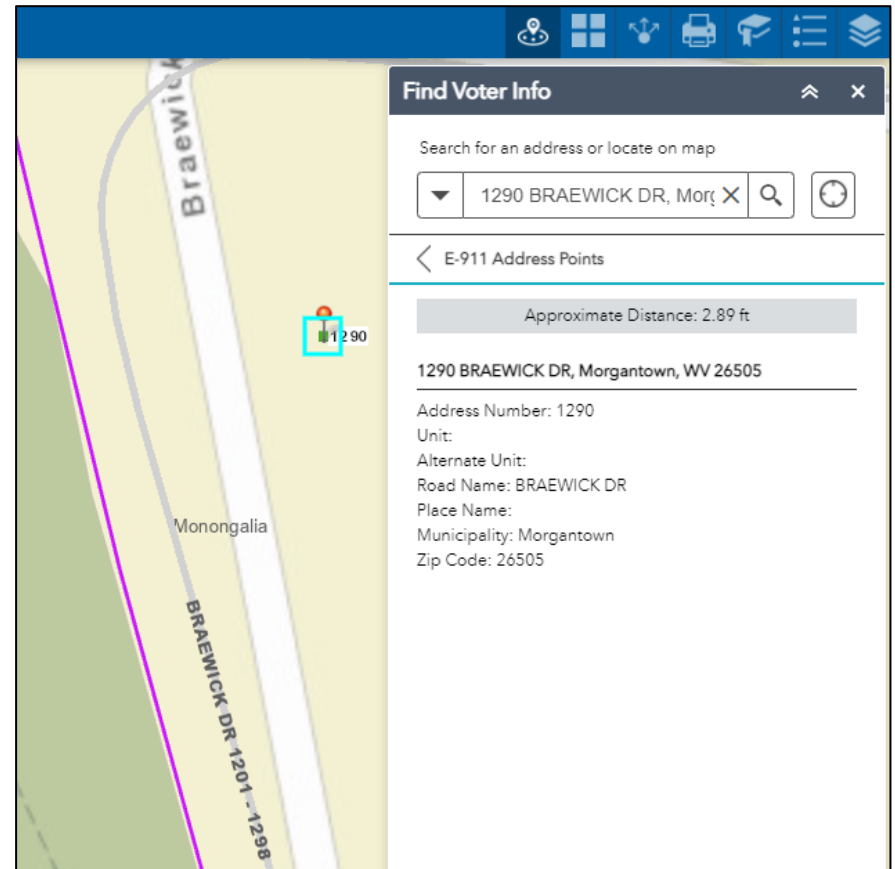 Find Voter Info
Search for an address or locate on map
1290 BRAEWICK DR, Morg
E-911 Address Points
Approximate Distance: 2.89 ft
1290 BRAEWICK DR, Morgantown, WV 26505
Address Number: 1290
Unit:
Alternate Unit:
Road Name: BRAEWICK DR
Place Name:
Municipality: Morgantown
Zip Code: 26505
Braewick
1290
Monongalia
BRAEWICK DR 1201 - 1298